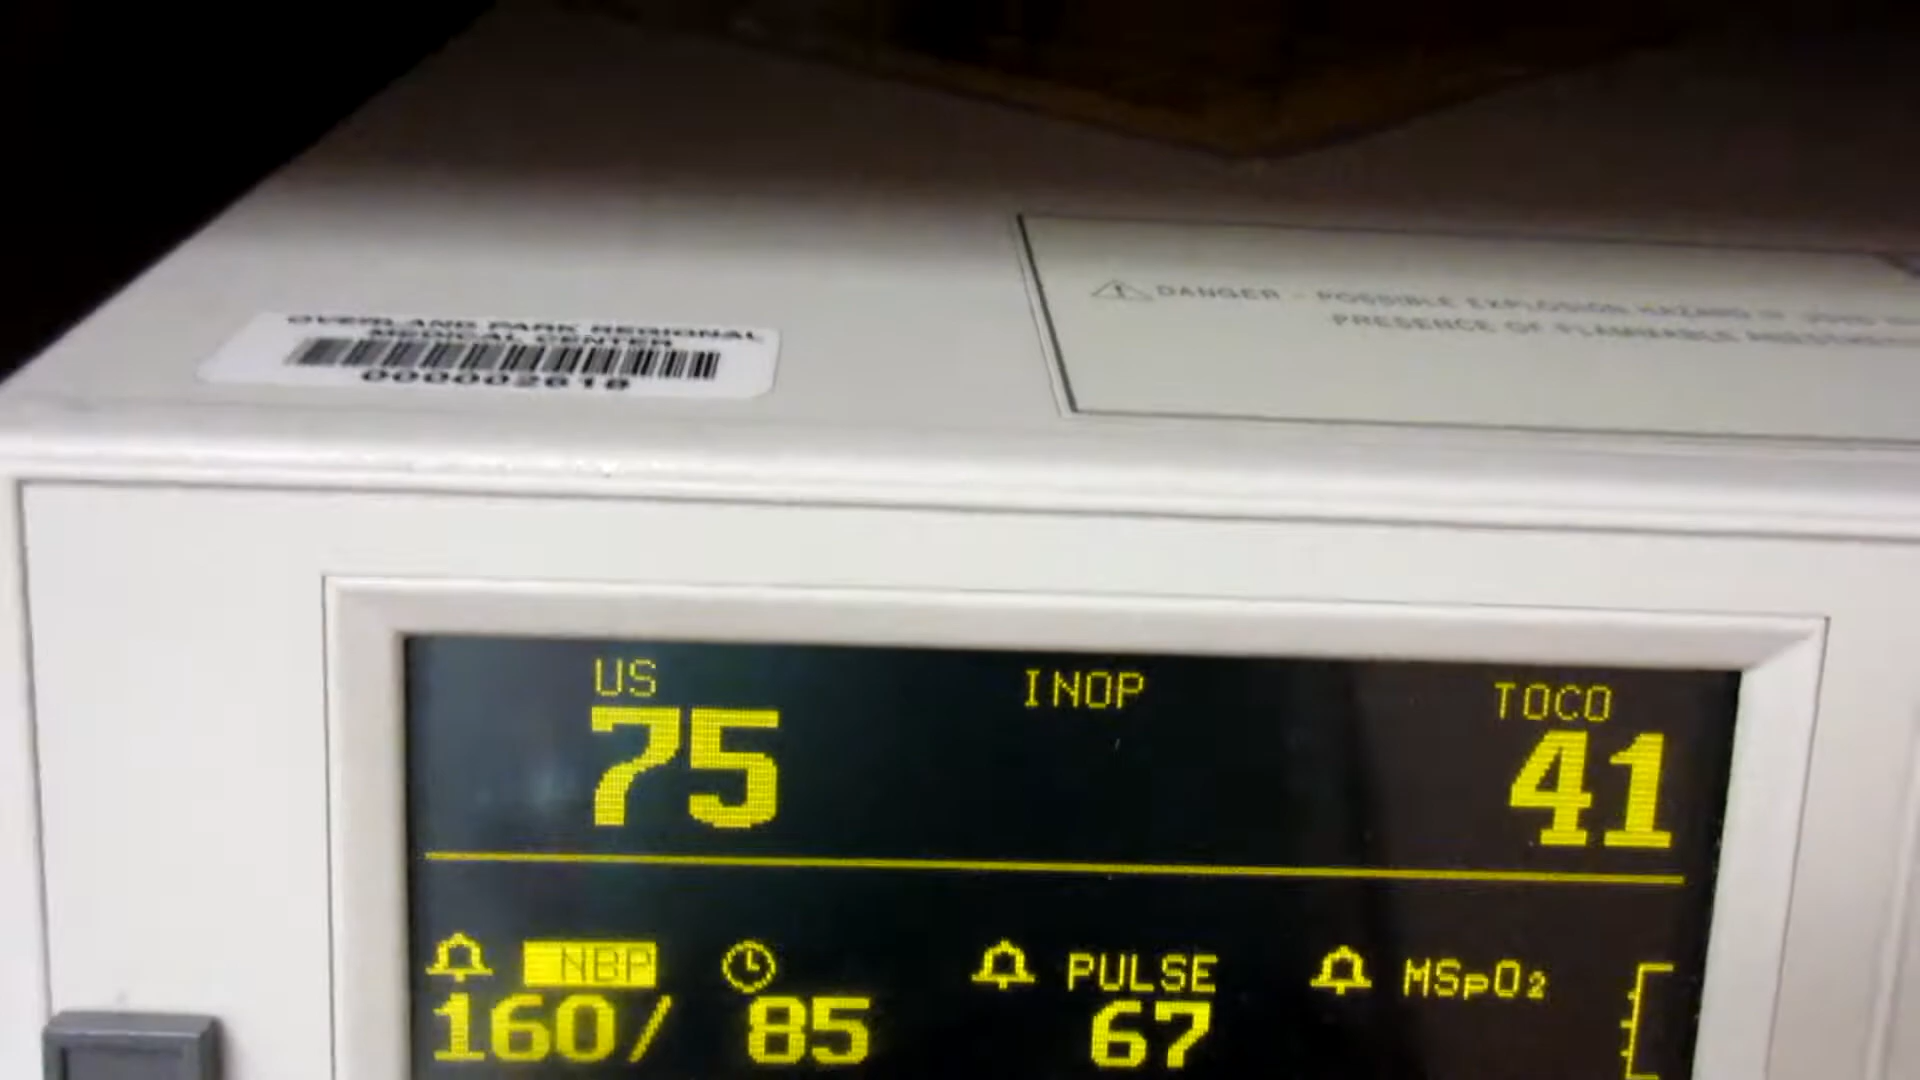 OVERLAND PARK REGIONAL
MEDICAL CENTER
0000002618
DANGER - POSSIBLE EXPLOSION HAZARD IF USED
PRESENCE OF FLAMMABLE
US
INOP
TOCO
75
41
NBP
PULSE
MSpO2
160/ 85
67